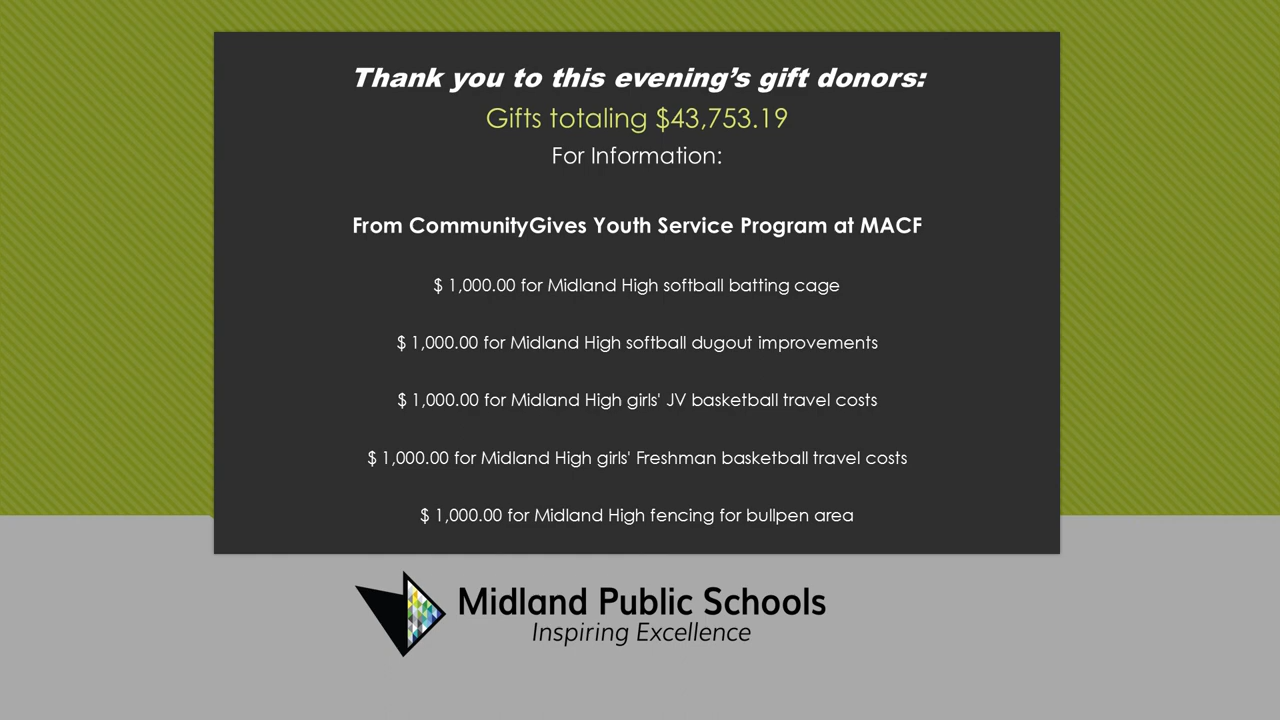 Thank you to this evening’s gift donors:
Gifts totaling $43,753.19
For Information:
From CommunityGives Youth Service Program at MACF
$ 1,000.00 for Midland High softball batting cage
$ 1,000.00 for Midland High softball dugout improvements
$ 1,000.00 for Midland High girls' JV basketball travel costs
$ 1,000.00 for Midland High girls' Freshman basketball travel costs
$ 1,000.00 for Midland High fencing for bullpen area
Midland Public Schools
Inspiring Excellence